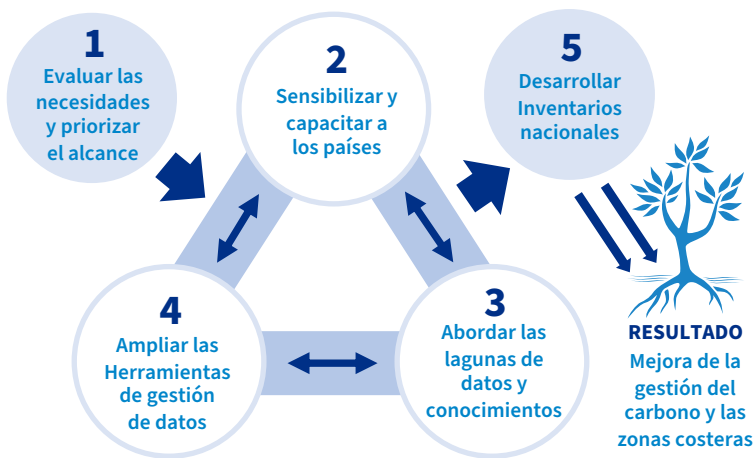 1
Evaluar las
necesidades
y priorizar
el alcance
2
Sensibilizar y
capacitar a
los países
5
Desarrollar
Inventarios
nacionales
4
Ampliar las
Herramientas
de gestión
de datos
3
Abordar las
lagunas de
datos y
conocimientos
RESULTADO
Mejora de la
gestión del
carbono y las
zonas costeras